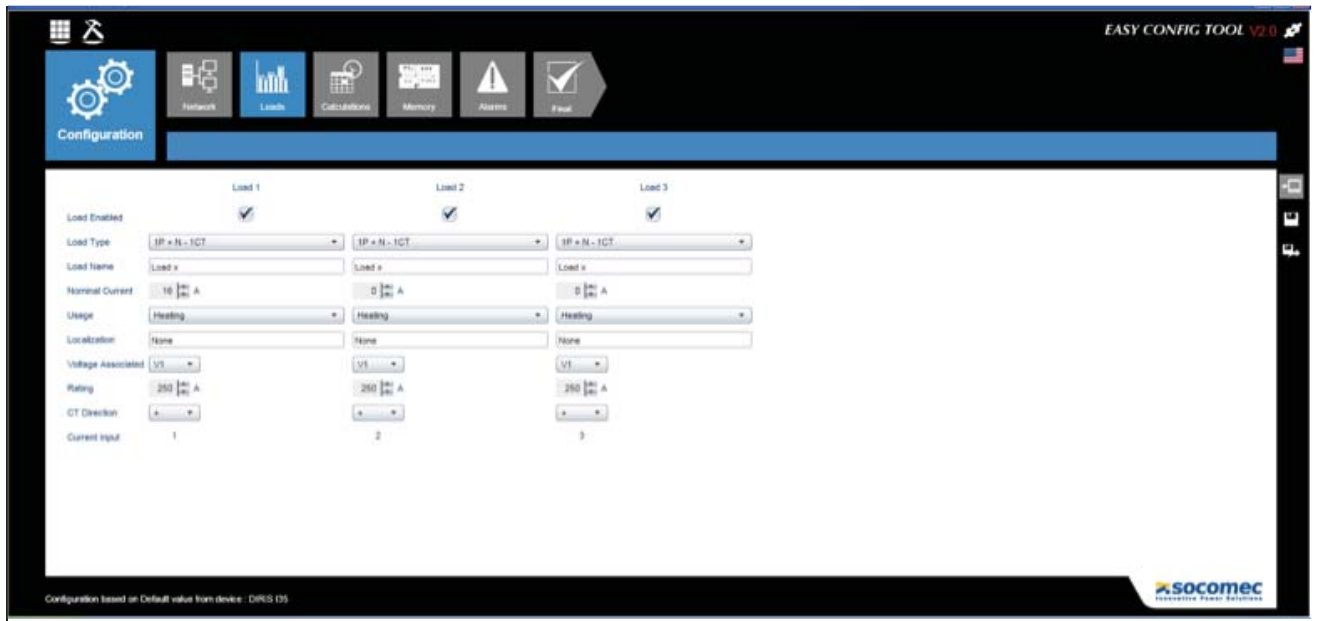 EASY CONFIG TOOL V2.0
Network
Loads
Calculations
Memory
Alarms
Final
Configuration
Load 1 Load 2 Load 3
Load Enabled
Load Type 1P + N - 1CT 1P + N - 1CT 1P + N - 1CT
Load Name Load x Load x Load x
Nominal Current 16 A 0 A 0 A
Usage Heating Heating Heating
Localization None None None
Voltage Associated V1 V1 V1
Rating 250 A 250 A 250 A
CT Direction + + +
Current Input 1 2 3
socomec
Innovative Power Solutions
Configuration based on Default value from device : DIRIS I35